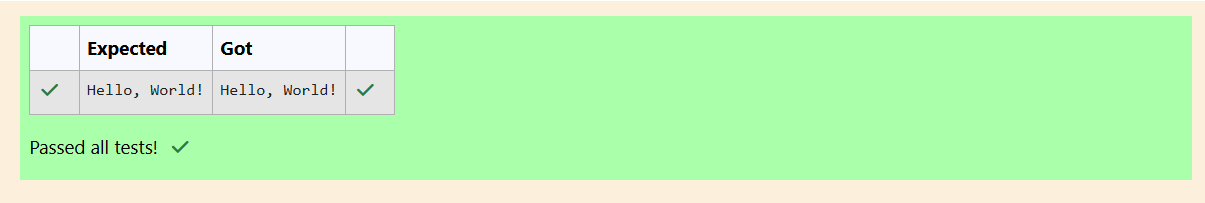 Expected Got
Hello, World! Hello, World!
Passed all tests!